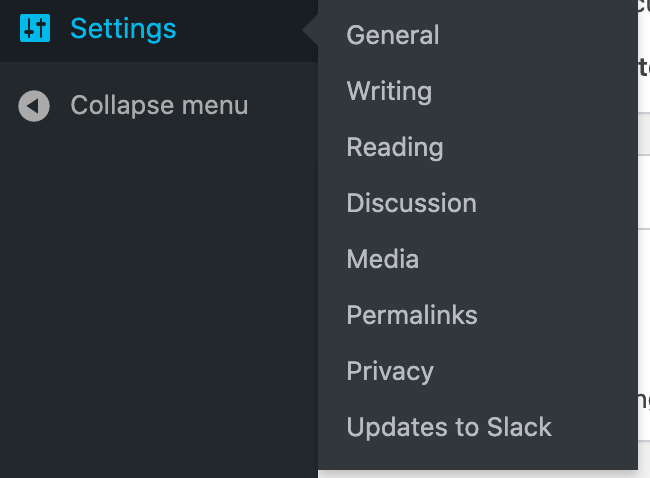 Settings
Collapse menu
General
Writing
Reading
Discussion
Media
Permalinks
Privacy
Updates to Slack